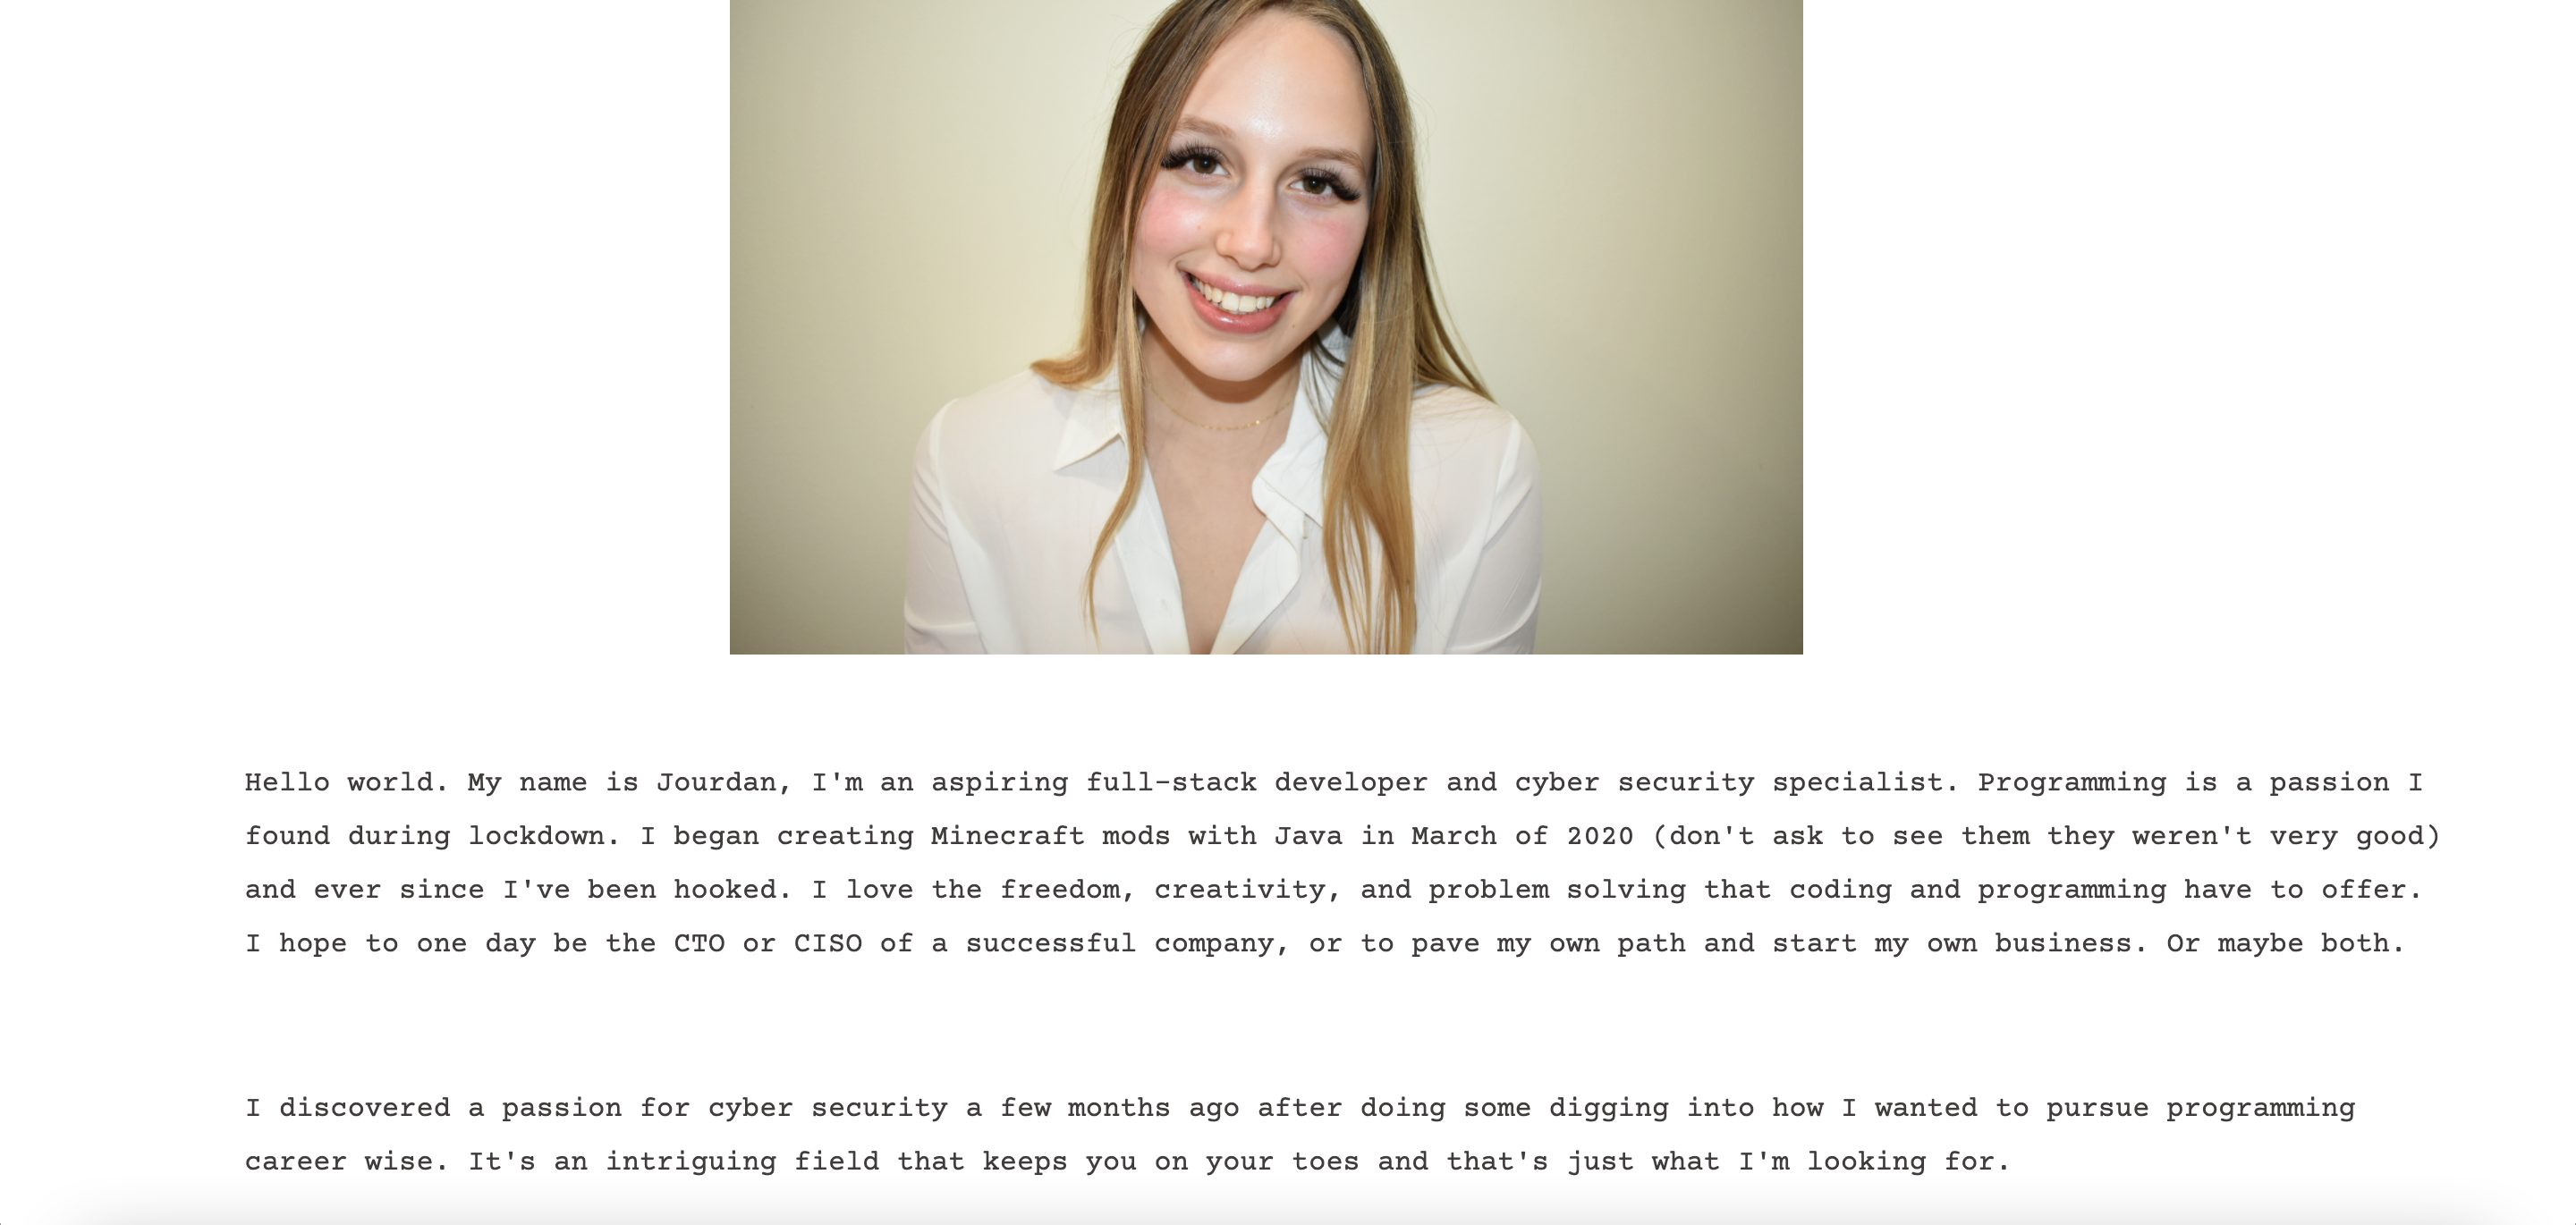 Hello world. My name is Jourdan, I'm an aspiring full-stack developer and cyber security specialist. Programming is a passion I
found during lockdown. I began creating Minecraft mods with Java in March of 2020 (don't ask to see them they weren't very good)
and ever since I've been hooked. I love the freedom, creativity, and problem solving that coding and programming have to offer.
I hope to one day be the CTO or CISO of a successful company, or to pave my own path and start my own business. Or maybe both.
I discovered a passion for cyber security a few months ago after doing some digging into how I wanted to pursue programming
career wise. It's an intriguing field that keeps you on your toes and that's just what I'm looking for.